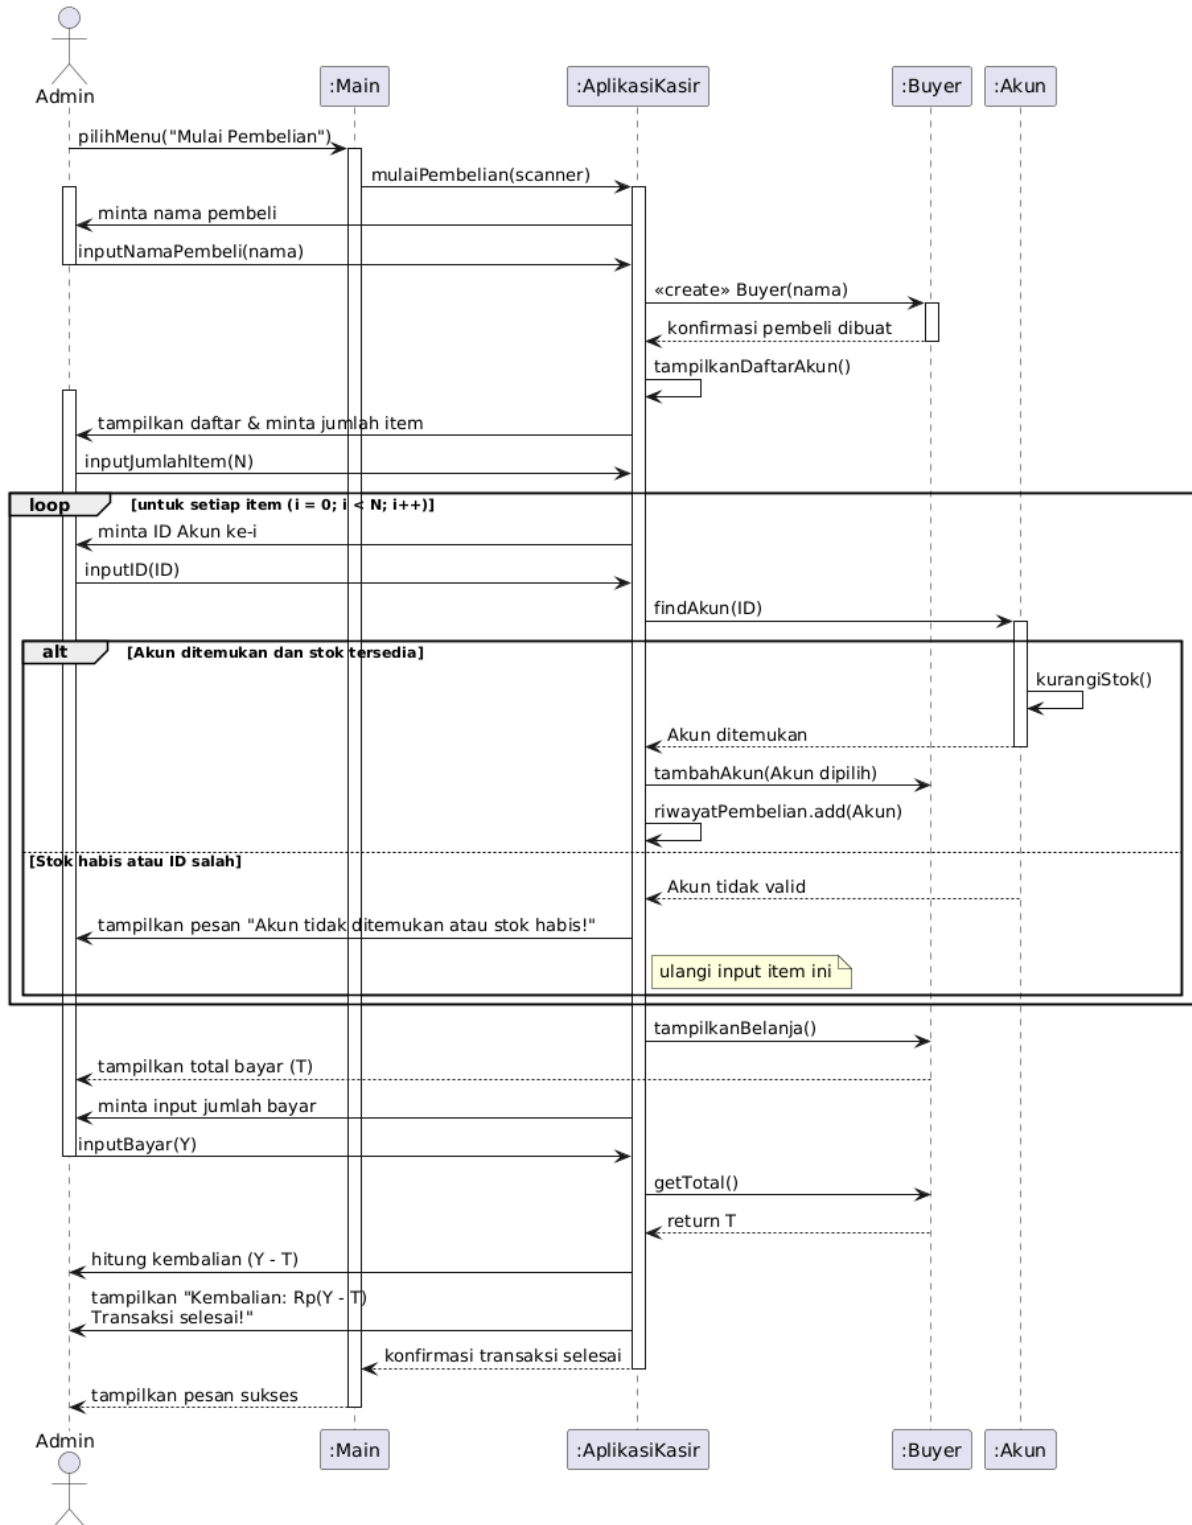 Admin
:Main
:AplikasiKasir
:Buyer
:Akun
pilihMenu("Mulai Pembelian")
mulaiPembelian(scanner)
minta nama pembeli
inputNamaPembeli(nama)
«create» Buyer(nama)
konfirmasi pembeli dibuat
tampilkanDaftarAkun()
tampilkan daftar & minta jumlah item
inputJumlahItem(N)
loop [untuk setiap item (i = 0; i < N; i++)]
minta ID Akun ke-i
inputID(ID)
findAkun(ID)
alt [Akun ditemukan dan stok tersedia]
kurangiStok()
Akun ditemukan
tambahAkun(Akun dipilih)
riwayatPembelian.add(Akun)
[Stok habis atau ID salah]
Akun tidak valid
tampilkan pesan "Akun tidak ditemukan atau stok habis!"
ulangi input item ini
tampilkanBelanja()
tampilkan total bayar (T)
minta input jumlah bayar
inputBayar(Y)
getTotal()
return T
hitung kembalian (Y - T)
tampilkan "Kembalian: Rp(Y - T)
Transaksi selesai!"
konfirmasi transaksi selesai
tampilkan pesan sukses
Admin
:Main
:AplikasiKasir
:Buyer
:Akun